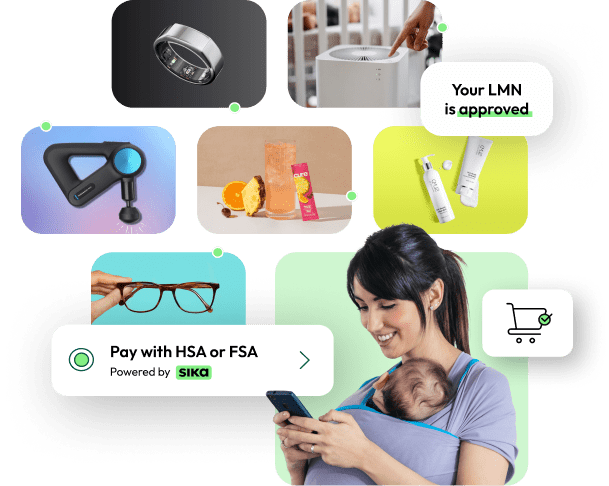 Your LMN
is approved
cure
Pay with HSA or FSA
Powered by SIKA